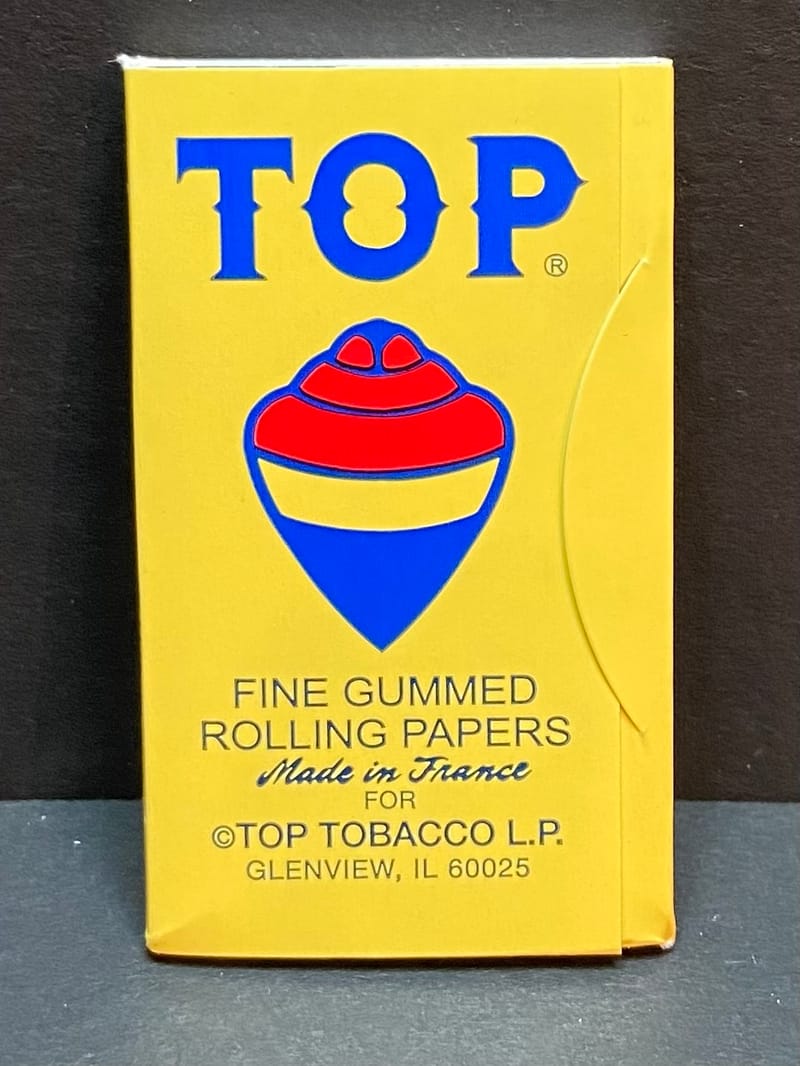 TOP®
FINE GUMMED
ROLLING PAPERS
Made in France
FOR
©TOP TOBACCO L.P.
GLENVIEW, IL 60025